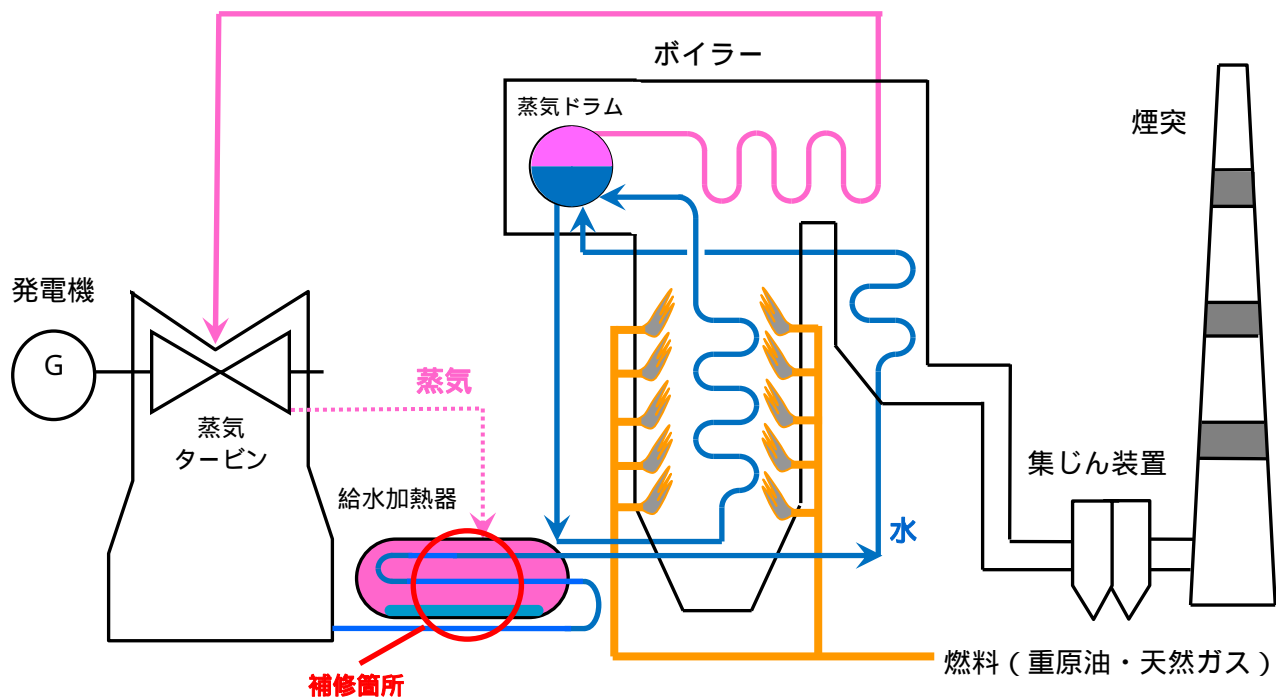 ボイラー
蒸気ドラム
煙突
発電機
G
蒸気
蒸気
タービン
集じん装置
給水加熱器
水
燃料（重原油・天然ガス）
補修箇所